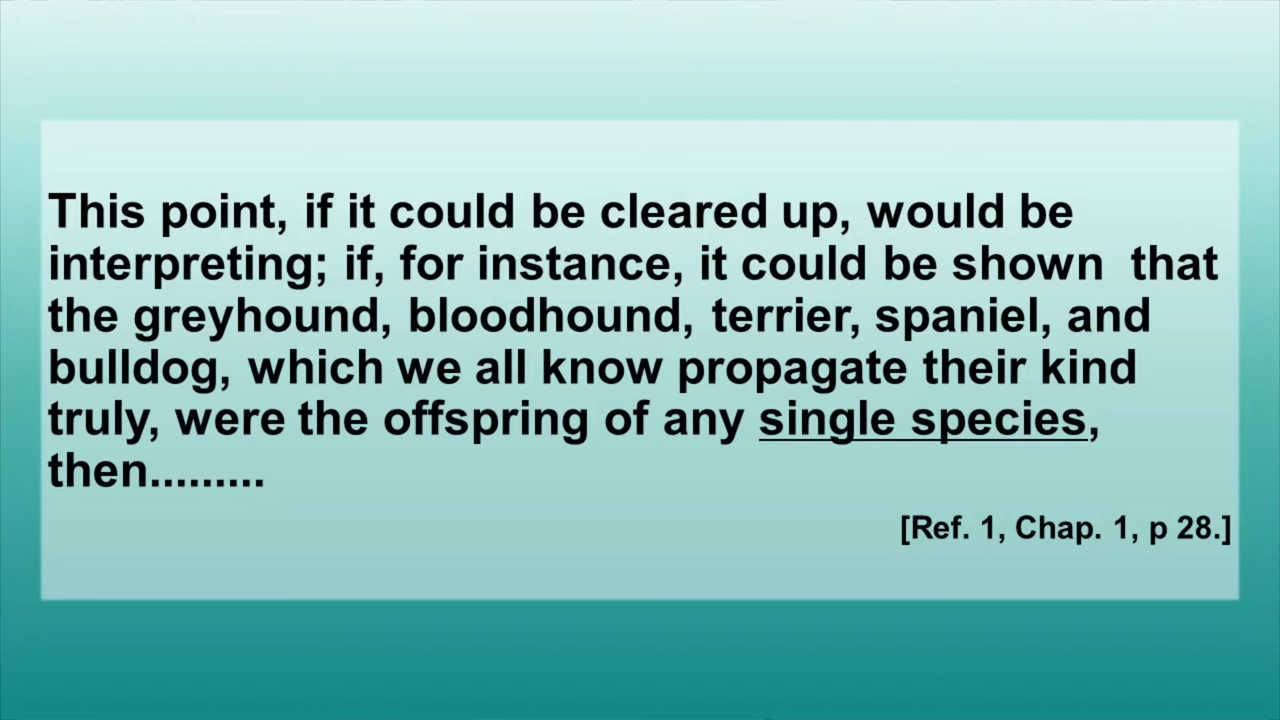 This point, if it could be cleared up, would be
interpreting; if, for instance, it could be shown  that
the greyhound, bloodhound, terrier, spaniel, and
bulldog, which we all know propagate their kind
truly, were the offspring of any single species,
then.........
[Ref. 1, Chap. 1, p 28.]